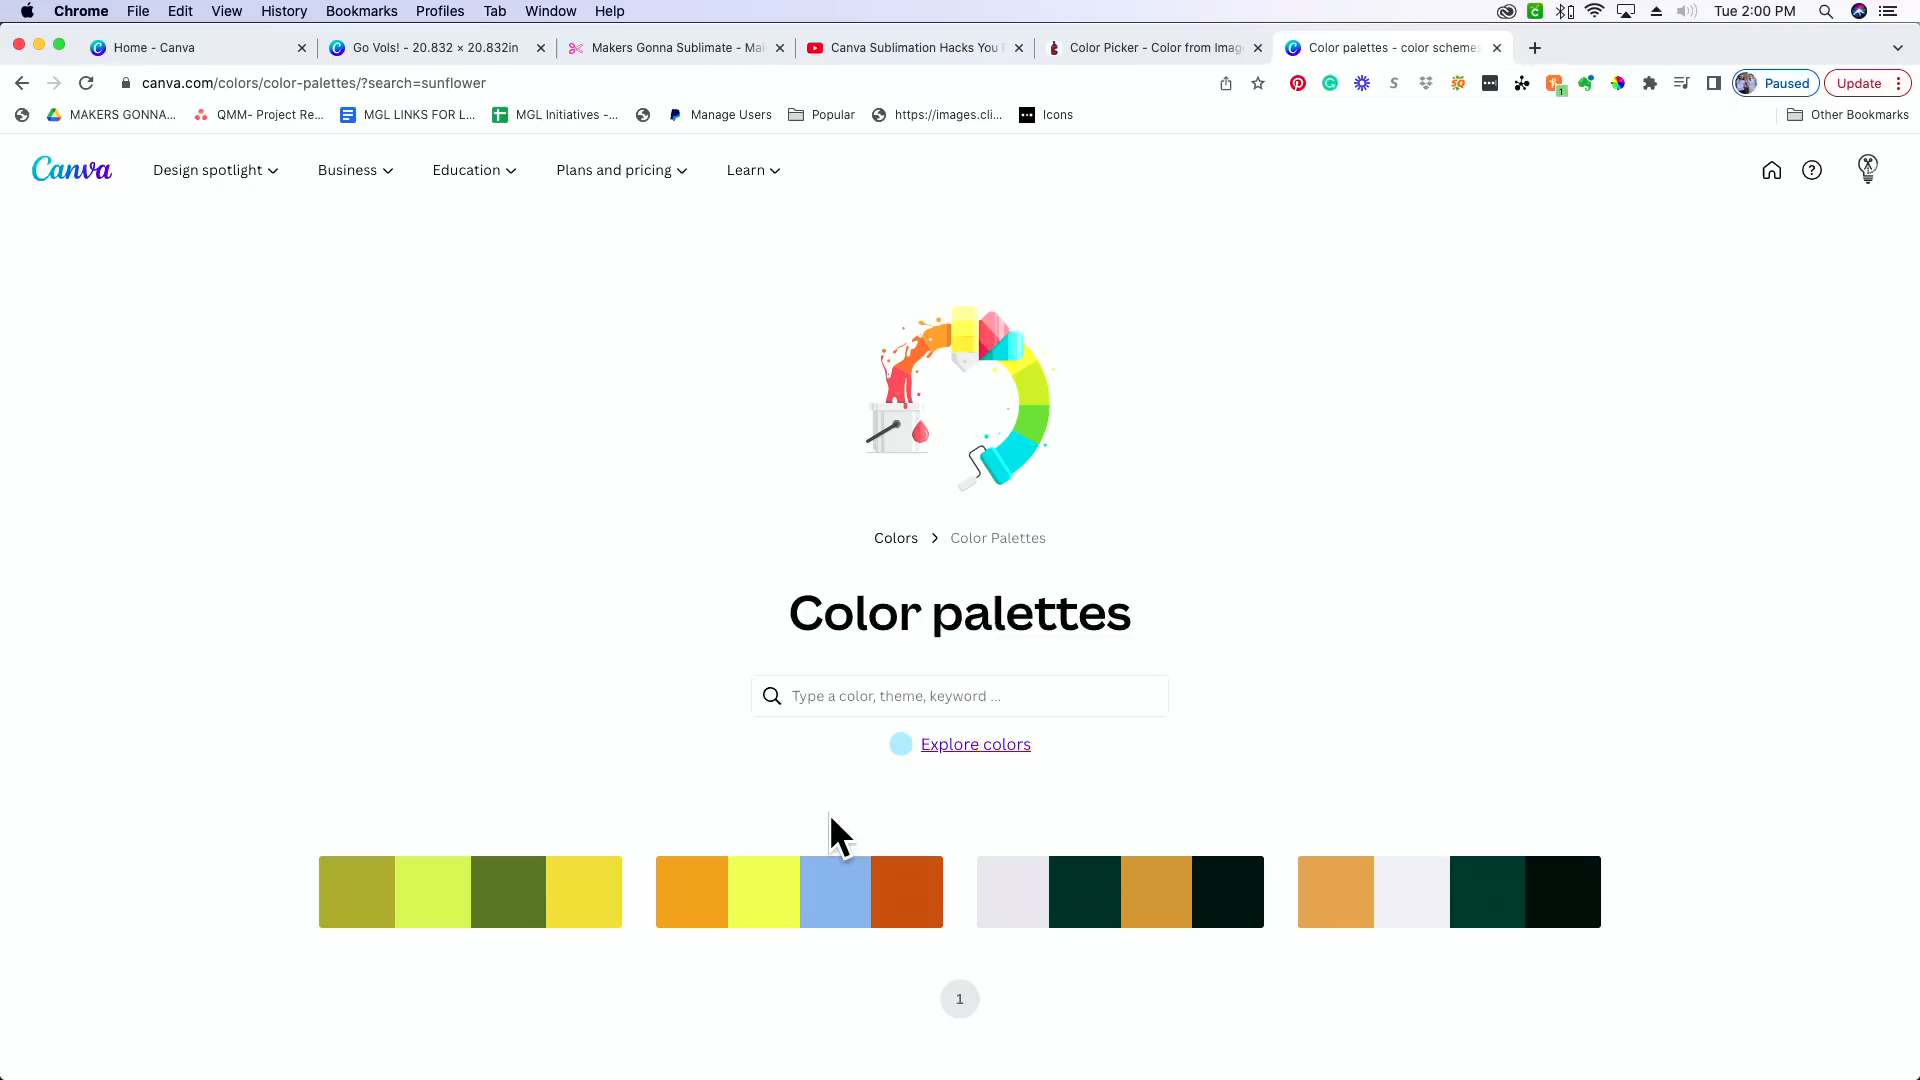 Chrome File Edit View History Bookmarks Profiles Tab Window Help Tue 2:00 PM
Home - Canva Go Vols! - 20.832 × 20.832in Makers Gonna Sublimate - Mak Canva Sublimation Hacks You Color Picker - Color from Imag Color palettes - color schemes
canva.com/colors/color-palettes/?search=sunflower 1 Paused Update
MAKERS GONNA... QMM- Project Re... MGL LINKS FOR L... MGL Initiatives -... Manage Users Popular https://images.cli... Icons Other Bookmarks
Canva Design spotlight Business Education Plans and pricing Learn
Colors Color Palettes
Color palettes
Type a color, theme, keyword ...
Explore colors
1